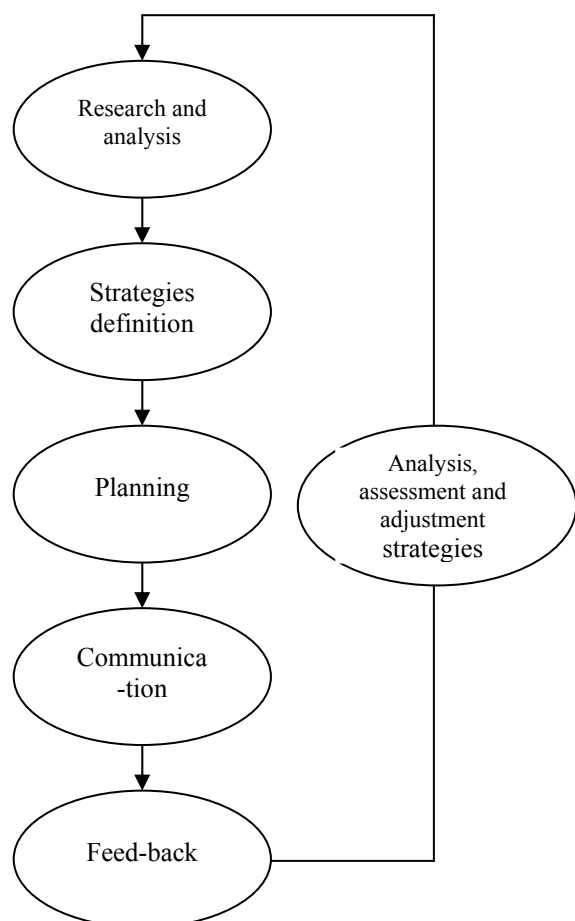 Research and
analysis
Strategies
definition
Planning
Communica
-tion
Feed-back
Analysis,
assessment and
adjustment
strategies